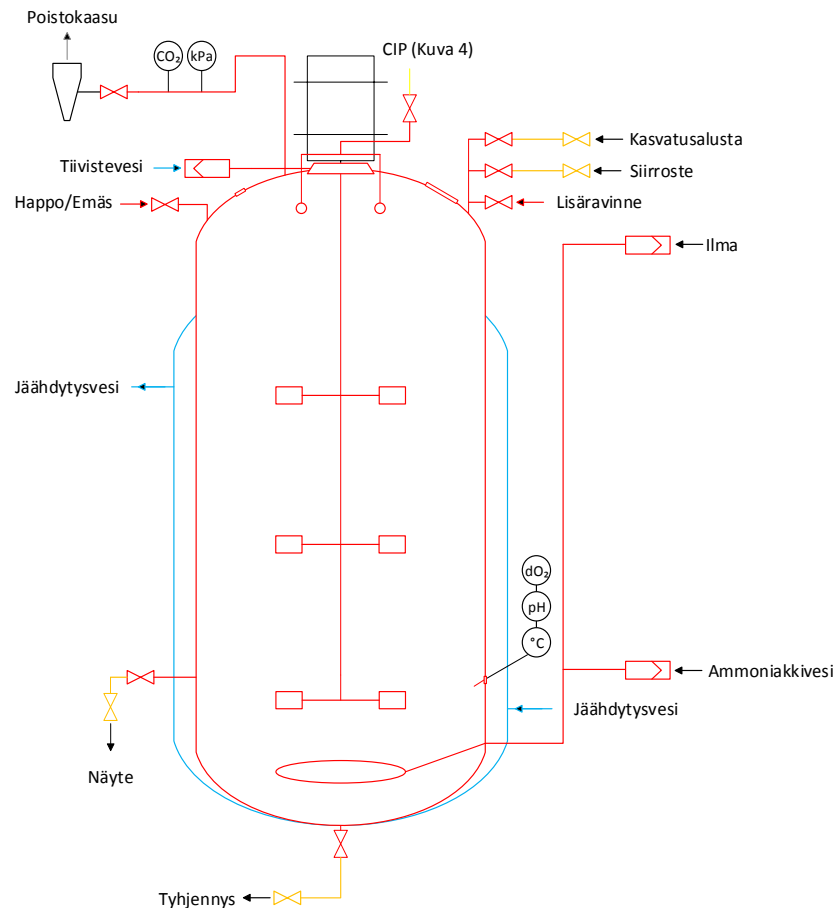 Poistokaasu
CO₂
kPa
CIP (Kuva 4)
Kasvatusalusta
Tiivistevesi
Siirroste
Happo/Emäs
Lisäravinne
Ilma
Jäähdytysvesi
dO₂
pH
°C
Ammoniakkivesi
Jäähdytysvesi
Näyte
Tyhjennys